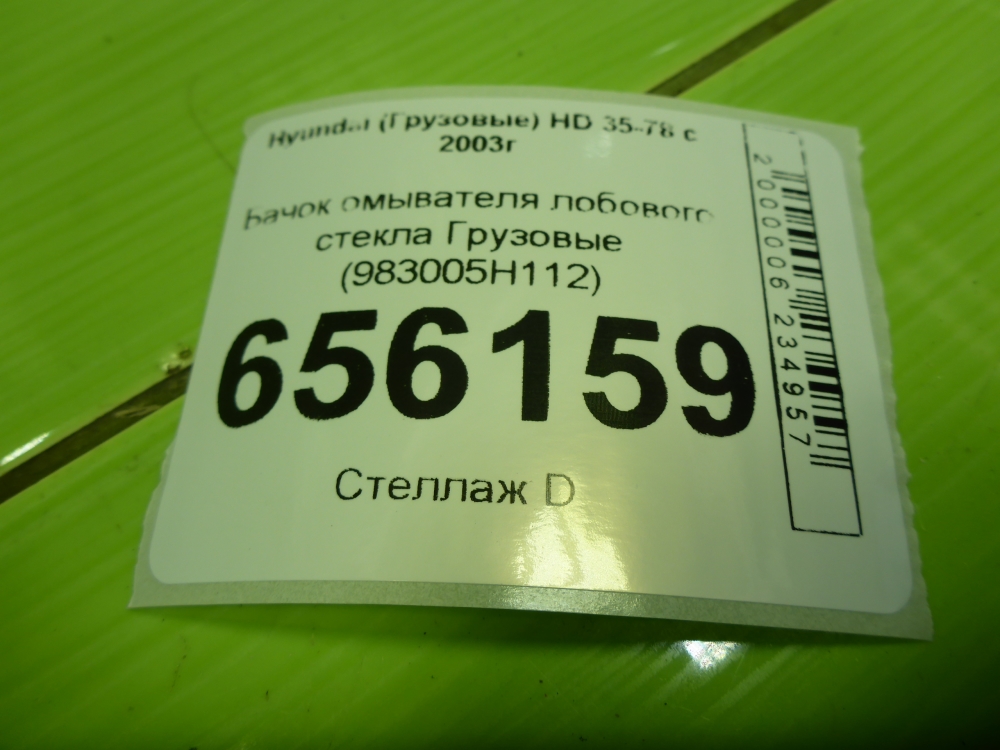 Hyundai (Грузовые) HD 35-78 с
2003г
Бачок омывателя лобового
стекла Грузовые
(983005H112)
656159
Стеллаж D
2000006234957